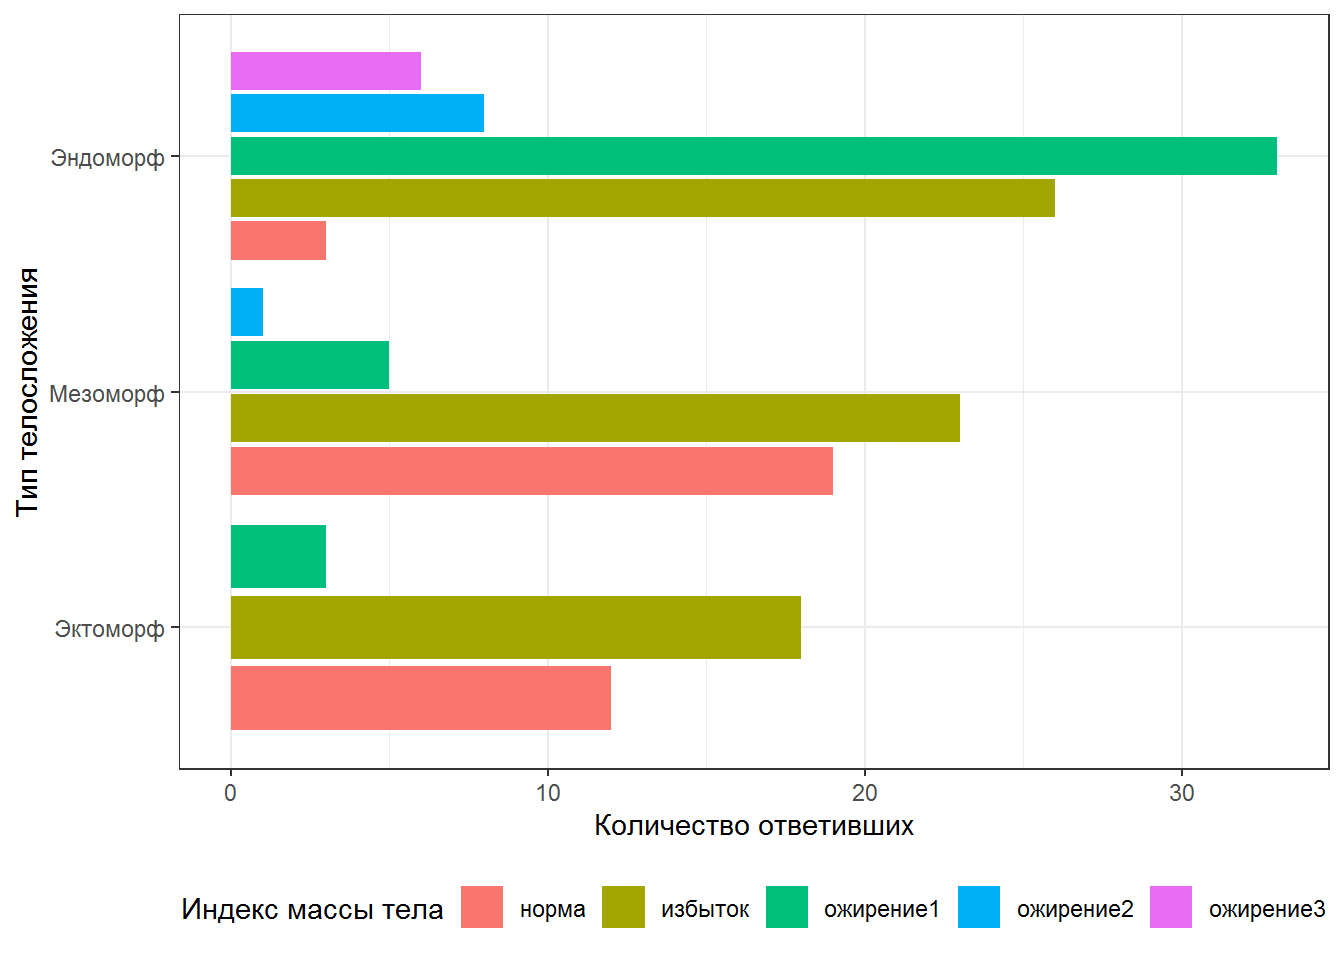 Тип телосложения
Эндоморф
Мезоморф
Эктоморф
0 10 20 30
Количество ответивших
Индекс массы тела норма избыток ожирение1 ожирение2 ожирение3